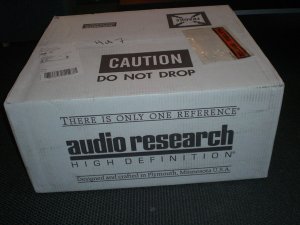 CAUTION
DO NOT DROP
THERE IS ONLY ONE REFERENCE
audio research
HIGH DEFINITION
Designed and crafted in Plymouth, Minnesota U.S.A.